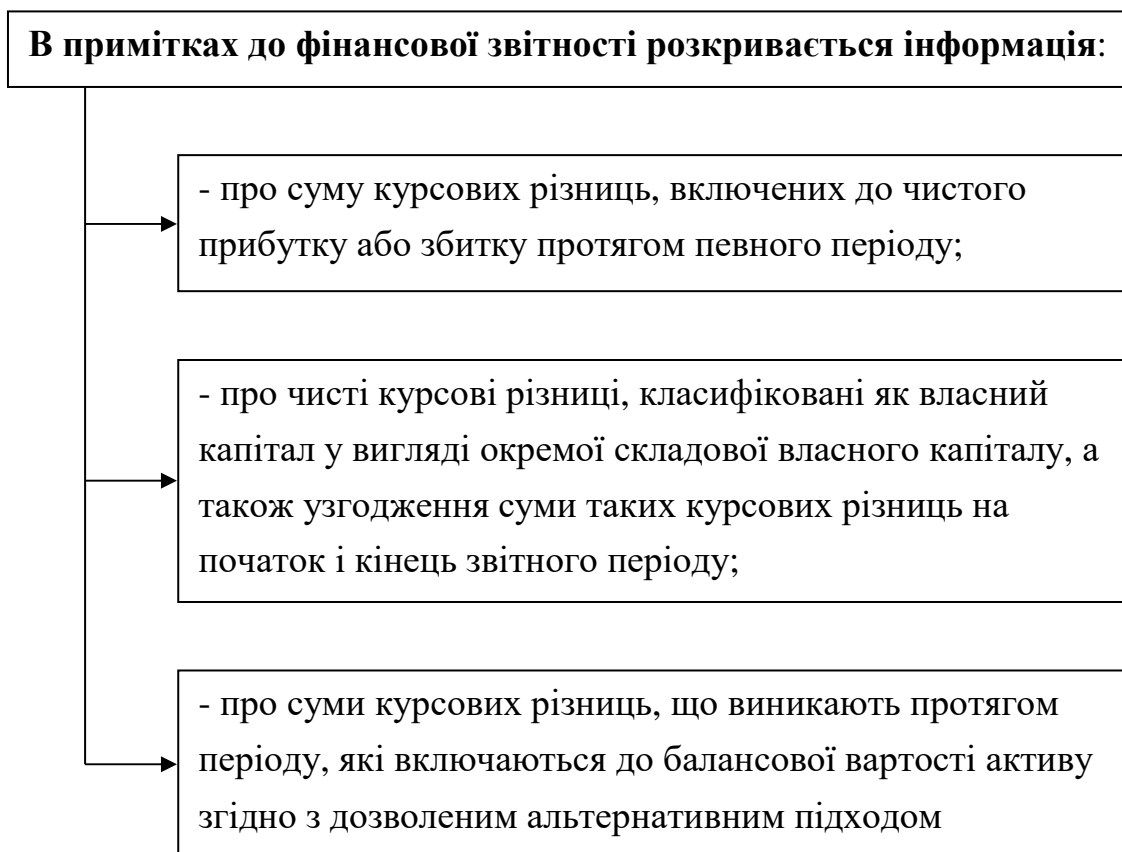 В примітках до фінансової звітності розкривається інформація:
- про суму курсових різниць, включених до чистого
прибутку або збитку протягом певного періоду;
- про чисті курсові різниці, класифіковані як власний
капітал у вигляді окремої складової власного капіталу, а
також узгодження суми таких курсових різниць на
початок і кінець звітного періоду;
- про суми курсових різниць, що виникають протягом
періоду, які включаються до балансової вартості активу
згідно з дозволеним альтернативним підходом